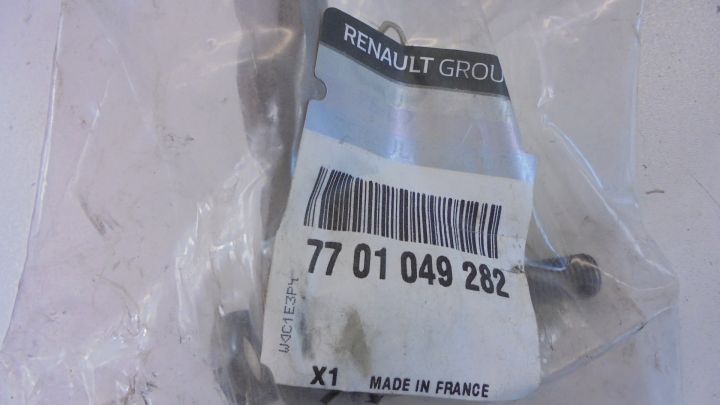 RENAULT GROU
77 01 049 282
X1 MADE IN FRANCE